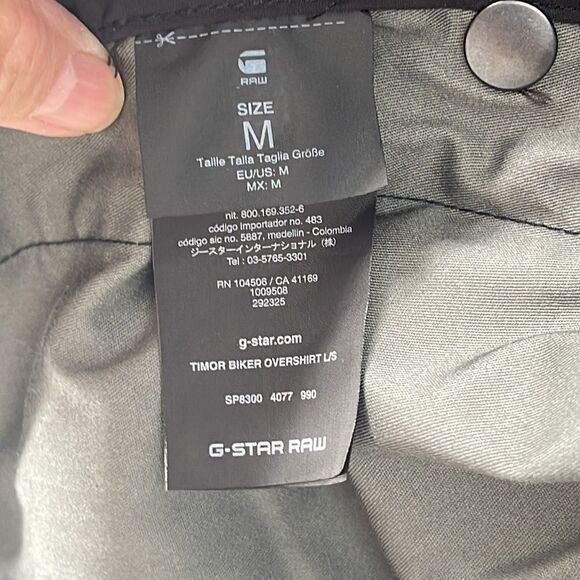 G
RAW
SIZE
M
Taille Talla Taglia Größe
EU/US: M
MX: M
nit. 800.169.352-6
código importador no. 483
código sic no. 5887, medellin - Colombia
ジースターインターナショナル（株）
Tel : 03-5765-3301
RN 104506 / CA 41169
1009508
292325
g-star.com
TIMOR BIKER OVERSHIRT L/S
SP8300 4077 990
G-STAR RAW